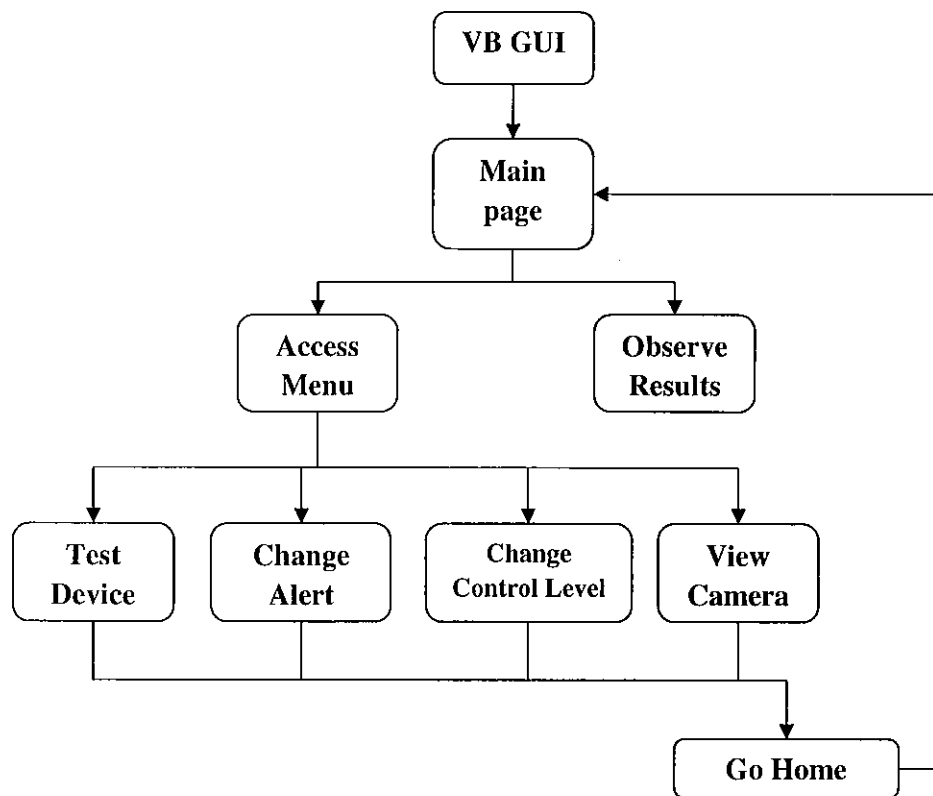 VB GUI
Main
page
Access
Menu
Observe
Results
Test
Device
Change
Alert
Change
Control Level
View
Camera
Go Home